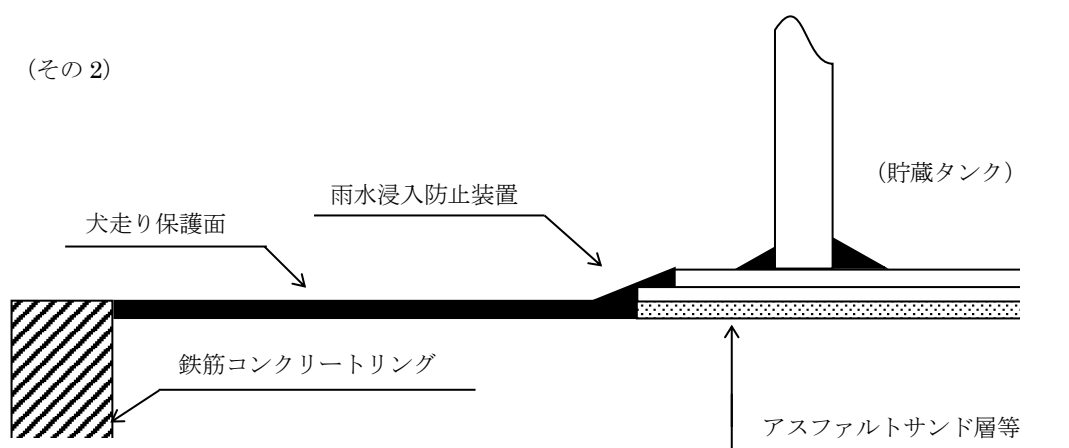 (その 2)
(貯蔵タンク)
雨水浸入防止装置
犬走り保護面
鉄筋コンクリートリング
アスファルトサンド層等